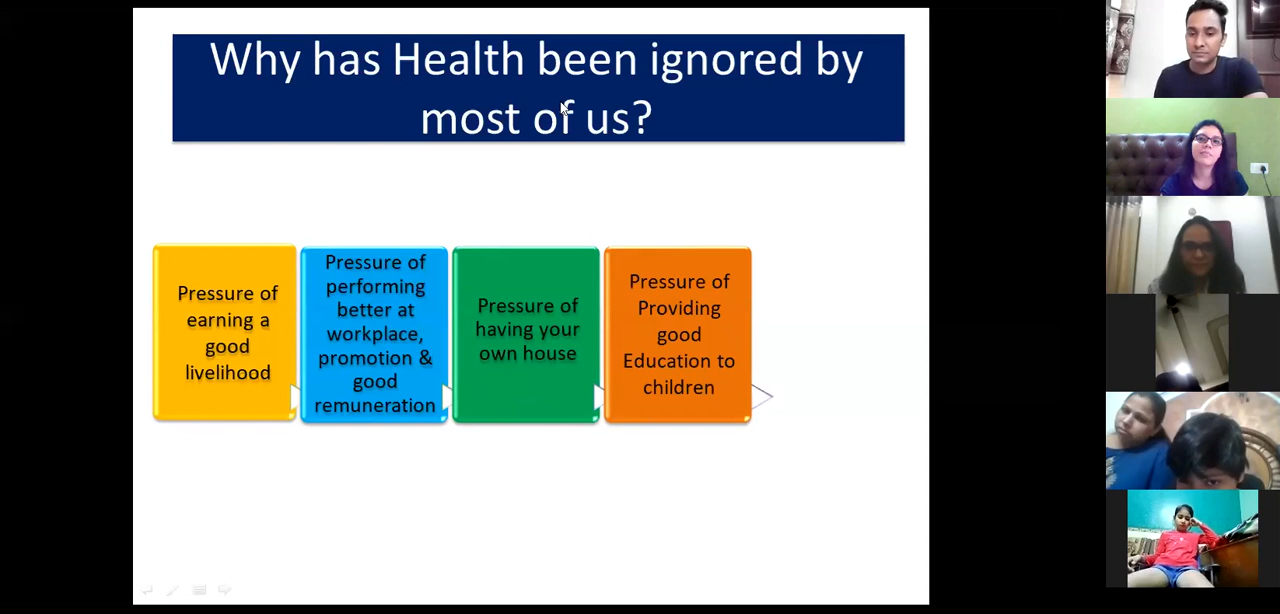 Why has Health been ignored by
most of us?
Pressure of
earning a
good
livelihood
Pressure of
performing
better at
workplace,
promotion &
good
remuneration
Pressure of
having your
own house
Pressure of
Providing
good
Education to
children